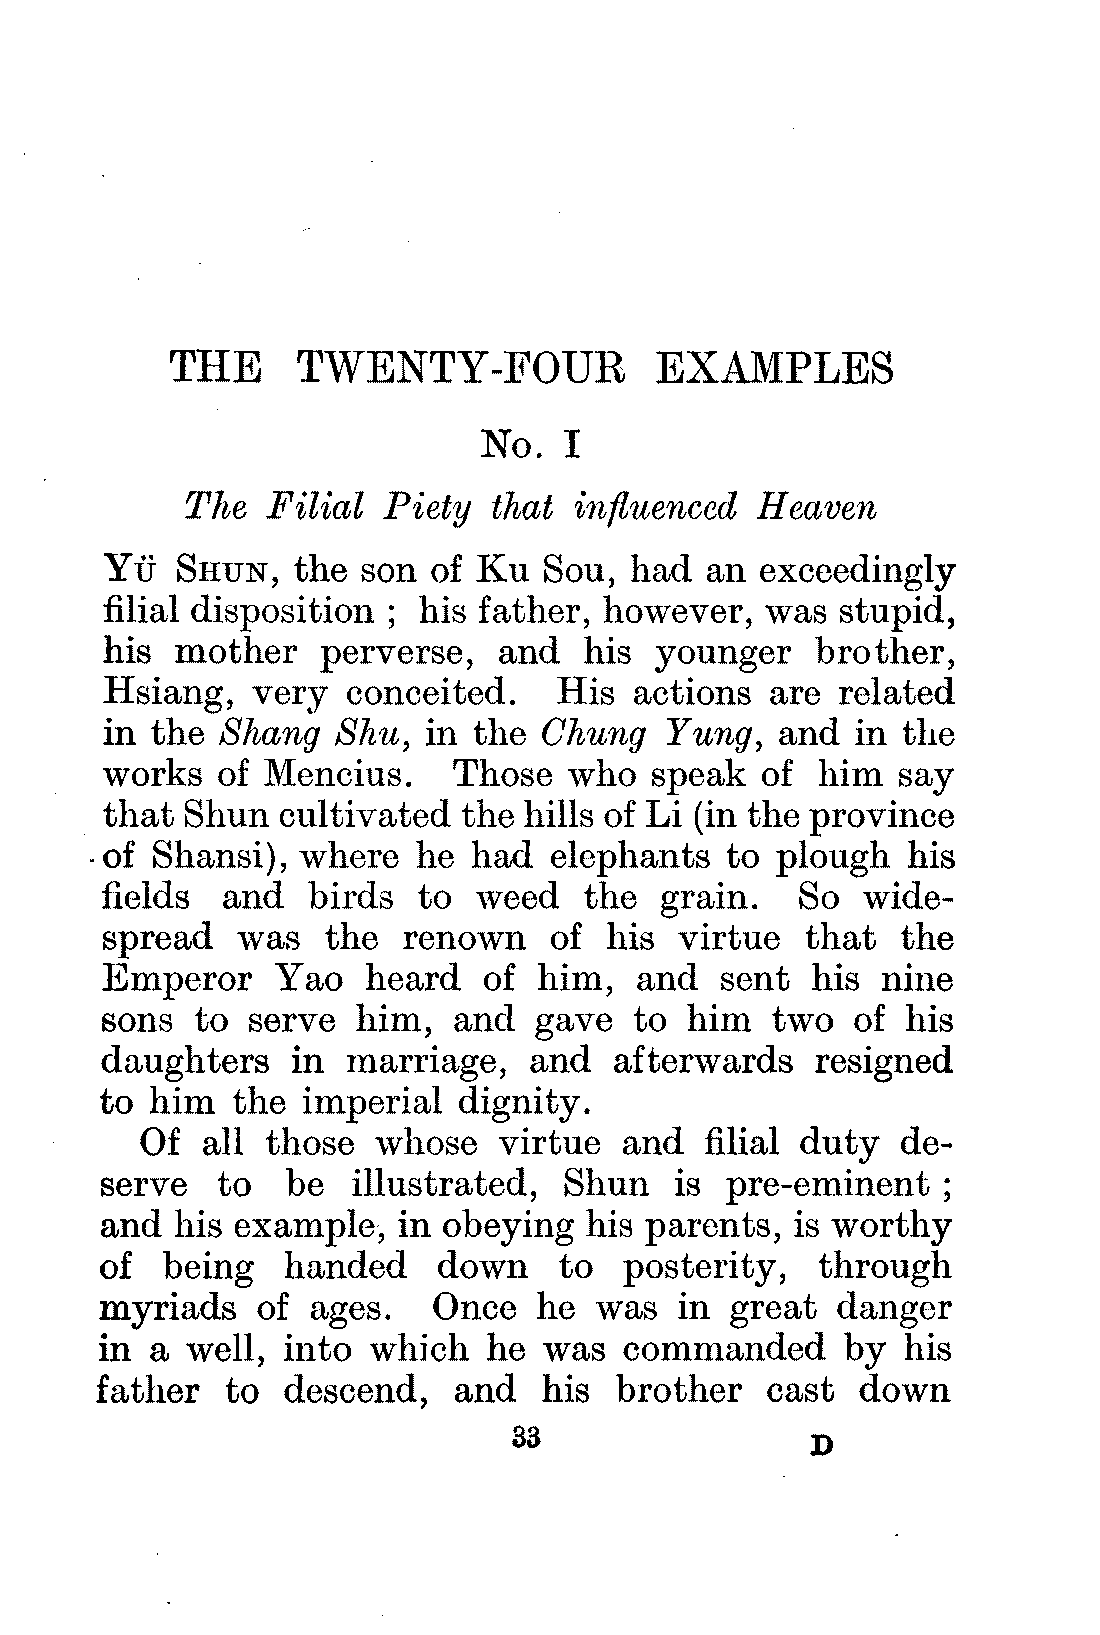 THE TWENTY-FOUR EXAMPLES
No. I
The Filial Piety that influenced Heaven
YÜ SHUN, the son of Ku Sou, had an exceedingly
filial disposition ; his father, however, was stupid,
his mother perverse, and his younger brother,
Hsiang, very conceited. His actions are related
in the Shang Shu, in the Chung Yung, and in the
works of Mencius. Those who speak of him say
that Shun cultivated the hills of Li (in the province
of Shansi), where he had elephants to plough his
fields and birds to weed the grain. So wide-
spread was the renown of his virtue that the
Emperor Yao heard of him, and sent his nine
sons to serve him, and gave to him two of his
daughters in marriage, and afterwards resigned
to him the imperial dignity.
Of all those whose virtue and filial duty de-
serve to be illustrated, Shun is pre-eminent ;
and his example, in obeying his parents, is worthy
of being handed down to posterity, through
myriads of ages. Once he was in great danger
in a well, into which he was commanded by his
father to descend, and his brother cast down
33 D